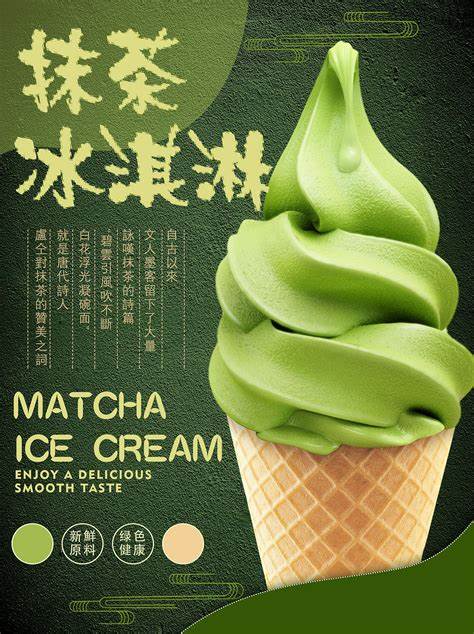 抹茶
冰淇淋
自古以來
文人墨客留下了大量
詠嘆抹茶的詩篇
碧雲引風吹不斷
白花浮光凝碗面
就是唐代詩人
盧仝對抹茶的贊美之詞
MATCHA
ICE CREAM
ENJOY A DELICIOUS
SMOOTH TASTE
新鮮
原料
绿色
健康